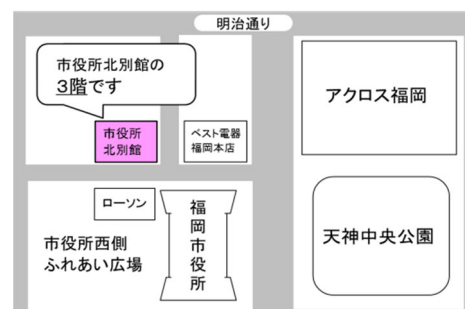 明治通り
市役所北別館の
３階です
アクロス福岡
市役所
北別館
ベスト電器
福岡本店
ローソン
福岡市役所
市役所西側
ふれあい広場
天神中央公園